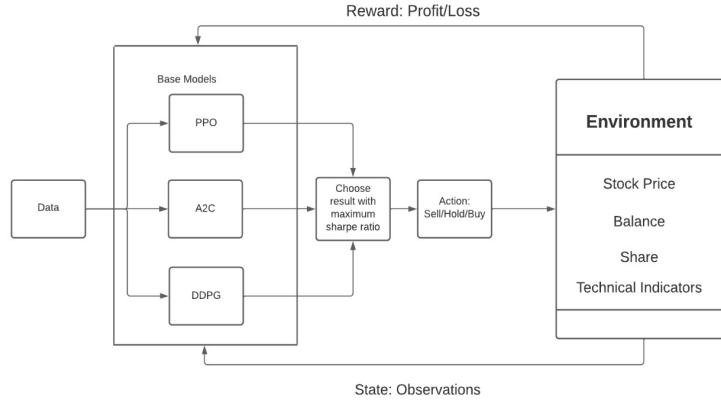 Reward: Profit/Loss
Base Models
PPO
Environment
Stock Price
Data
A2C
Choose
result with
maximum
sharpe ratio
Action:
Sell/Hold/Buy
Balance
Share
DDPG
Technical Indicators
State: Observations